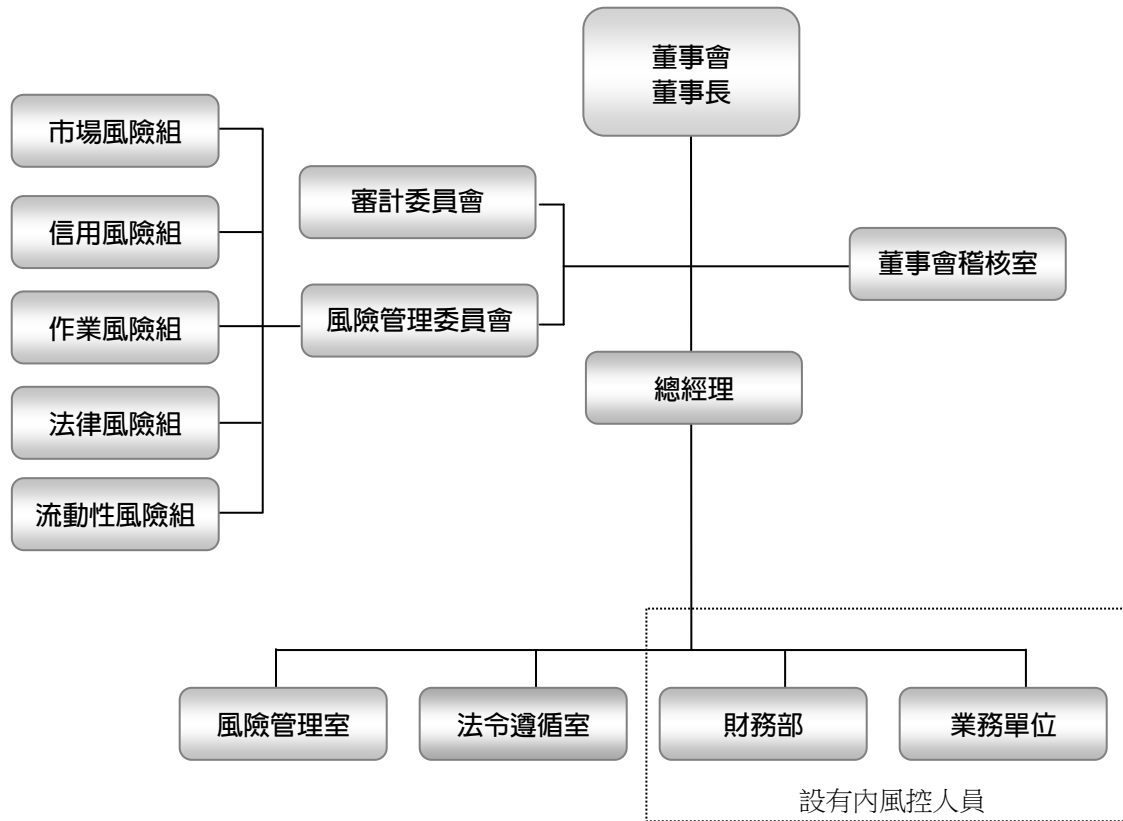 董事會
董事長
市場風險組
審計委員會
信用風險組
董事會稽核室
作業風險組
風險管理委員會
總經理
法律風險組
流動性風險組
風險管理室
法令遵循室
財務部
業務單位
設有內風控人員